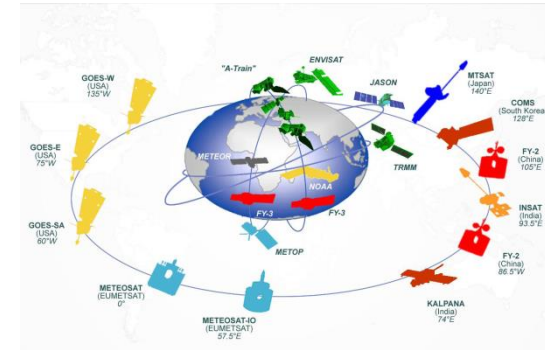 GOES-W
(USA)
135°W
"A-Train"
ENVISAT
JASON
MTSAT
(Japan)
140°E
COMS
(South Korea)
128°E
GOES-E
(USA)
75°W
METEOR
TRMM
FY-2
(China)
105°E
NOAA
INSAT
(India)
93.5°E
GOES-SA
(USA)
60°W
FY-3
FY-3
METOP
FY-2
(China)
86.5°W
METEOSAT
(EUMETSAT)
0°
METEOSAT-IO
(EUMETSAT)
57.5°E
KALPANA
(India)
74°E